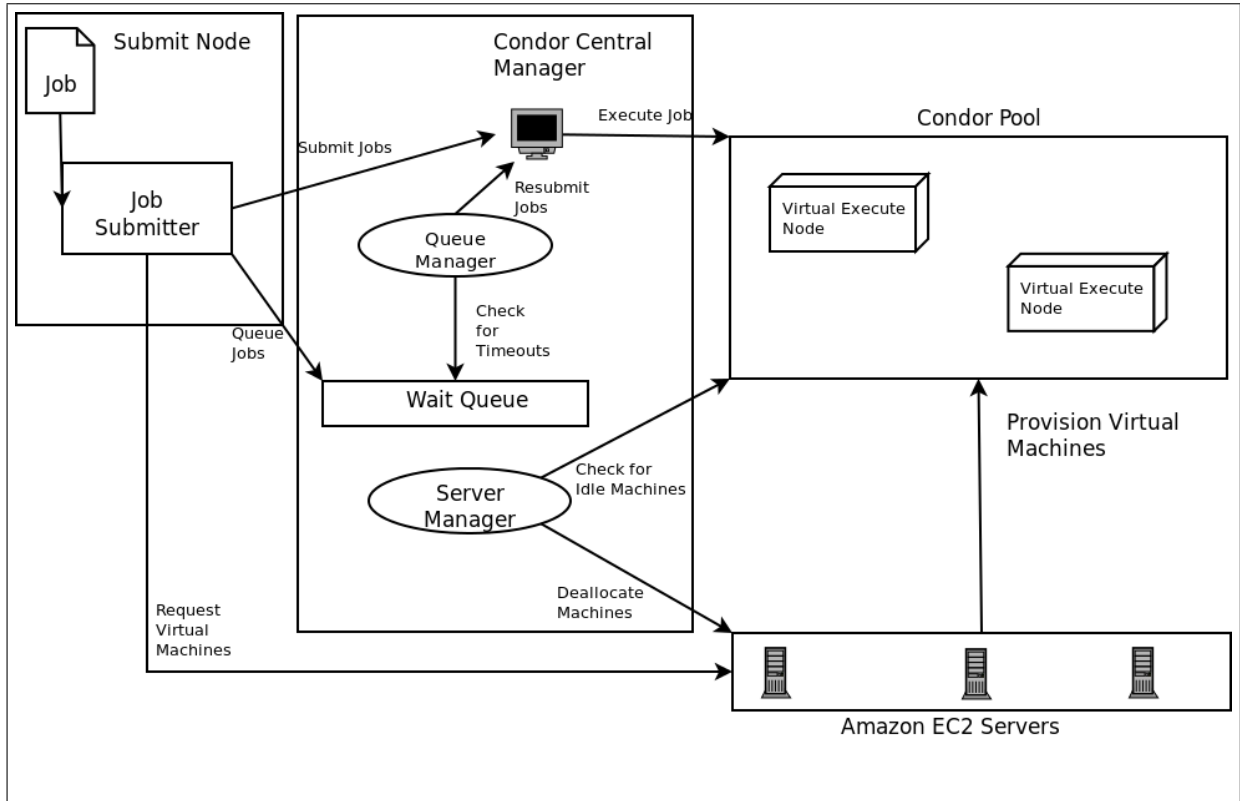 Submit Node
Job
Job
Submitter
Condor Central
Manager
Submit Jobs
Execute Job
Resubmit
Jobs
Queue
Manager
Check
for
Timeouts
Queue
Jobs
Wait Queue
Server
Manager
Check for
Idle Machines
Deallocate
Machines
Request
Virtual
Machines
Condor Pool
Virtual Execute
Node
Virtual Execute
Node
Provision Virtual
Machines
Amazon EC2 Servers